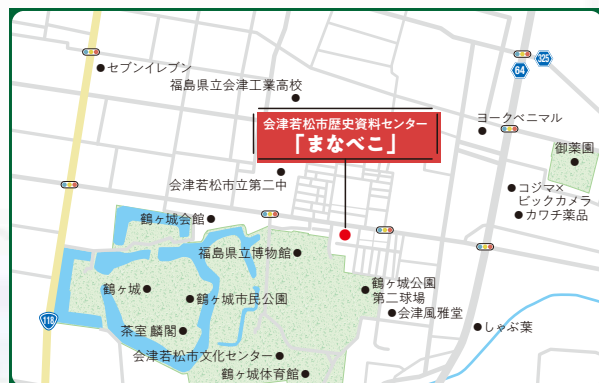 セブンイレブン
福島県立会津工業高校
325
64
ヨークベニマル
会津若松市歴史資料センター
「まなべこ」
御薬園
会津若松市立第二中
コジマ×
ビックカメラ
カワチ薬品
鶴ヶ城会館
福島県立博物館
鶴ヶ城
鶴ヶ城市民公園
鶴ヶ城公園
第二球場
会津風雅堂
118
茶室 麟閣
しゃぶ葉
会津若松市文化センター
鶴ヶ城体育館